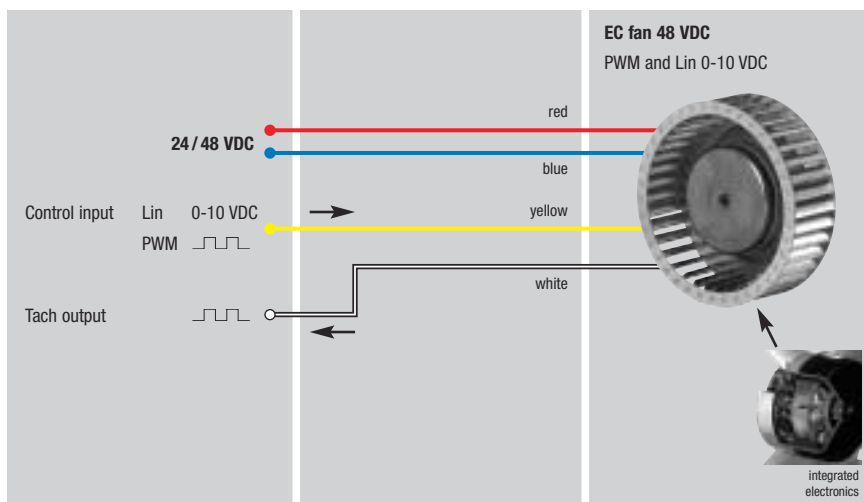 EC fan 48 VDC
PWM and Lin 0-10 VDC
red
24 / 48 VDC
blue
Control input Lin 0-10 VDC
yellow
PWM
white
Tach output
integrated
electronics